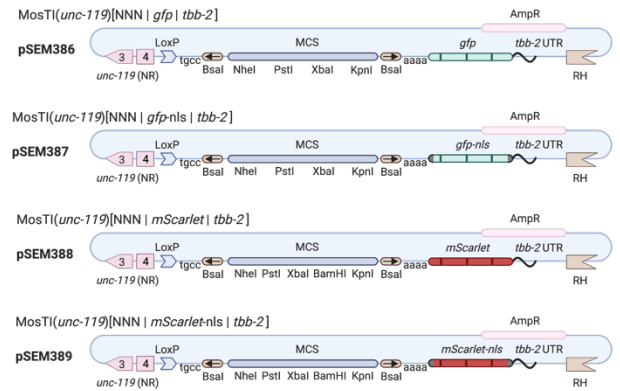 MosTI(unc-119)[NNN | gfp | tbb-2]
AmpR
pSEM386
LoxP MCS gfp tbb-2 UTR
3 4 tgcc BsaI NheI PstI XbaI KpnI BsaI aaaa
unc-119 (NR) RH
MosTI(unc-119)[NNN | gfp-nls | tbb-2]
AmpR
pSEM387
LoxP MCS gfp-nls tbb-2 UTR
3 4 tgcc BsaI NheI PstI XbaI KpnI BsaI aaaa
unc-119 (NR) RH
MosTI(unc-119)[NNN | mScarlet | tbb-2]
AmpR
pSEM388
LoxP MCS mScarlet tbb-2 UTR
3 4 tgcc BsaI NheI PstI XbaI BamHI KpnI BsaI aaaa
unc-119 (NR) RH
MosTI(unc-119)[NNN | mScarlet-nls | tbb-2]
AmpR
pSEM389
LoxP MCS mScarlet-nls tbb-2 UTR
3 4 tgcc BsaI NheI PstI XbaI BamHI KpnI BsaI aaaa
unc-119 (NR) RH